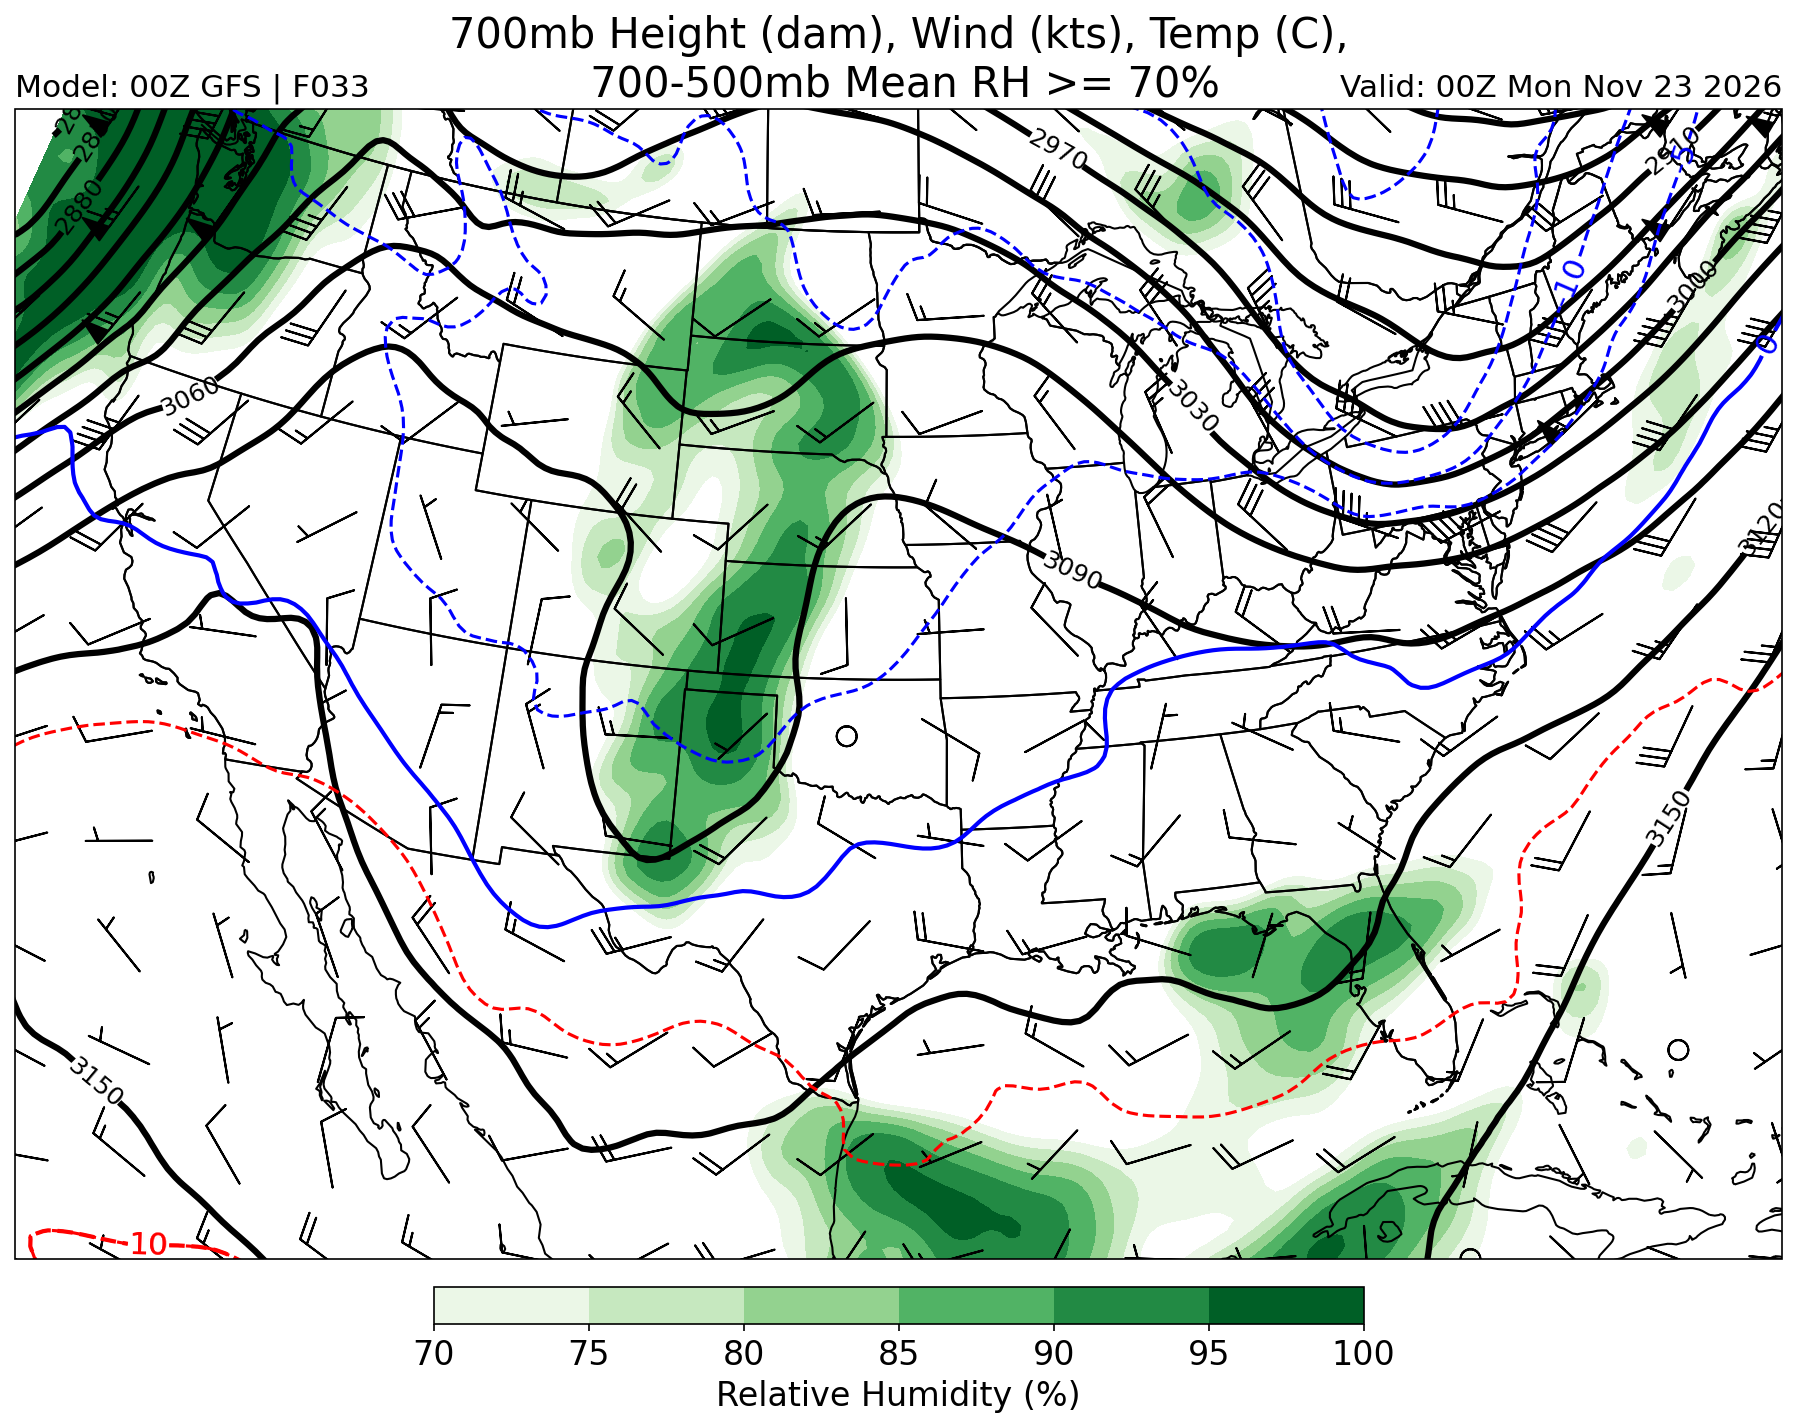 700mb Height (dam), Wind (kts), Temp (C),
Model: 00Z GFS | F033
700-500mb Mean RH >= 70%
Valid: 00Z Mon Nov 23 2026
2970
2910
2880
-10
3000
0
3060
3030
3120
3090
3150
3150
10
70 75 80 85 90 95 100
Relative Humidity (%)